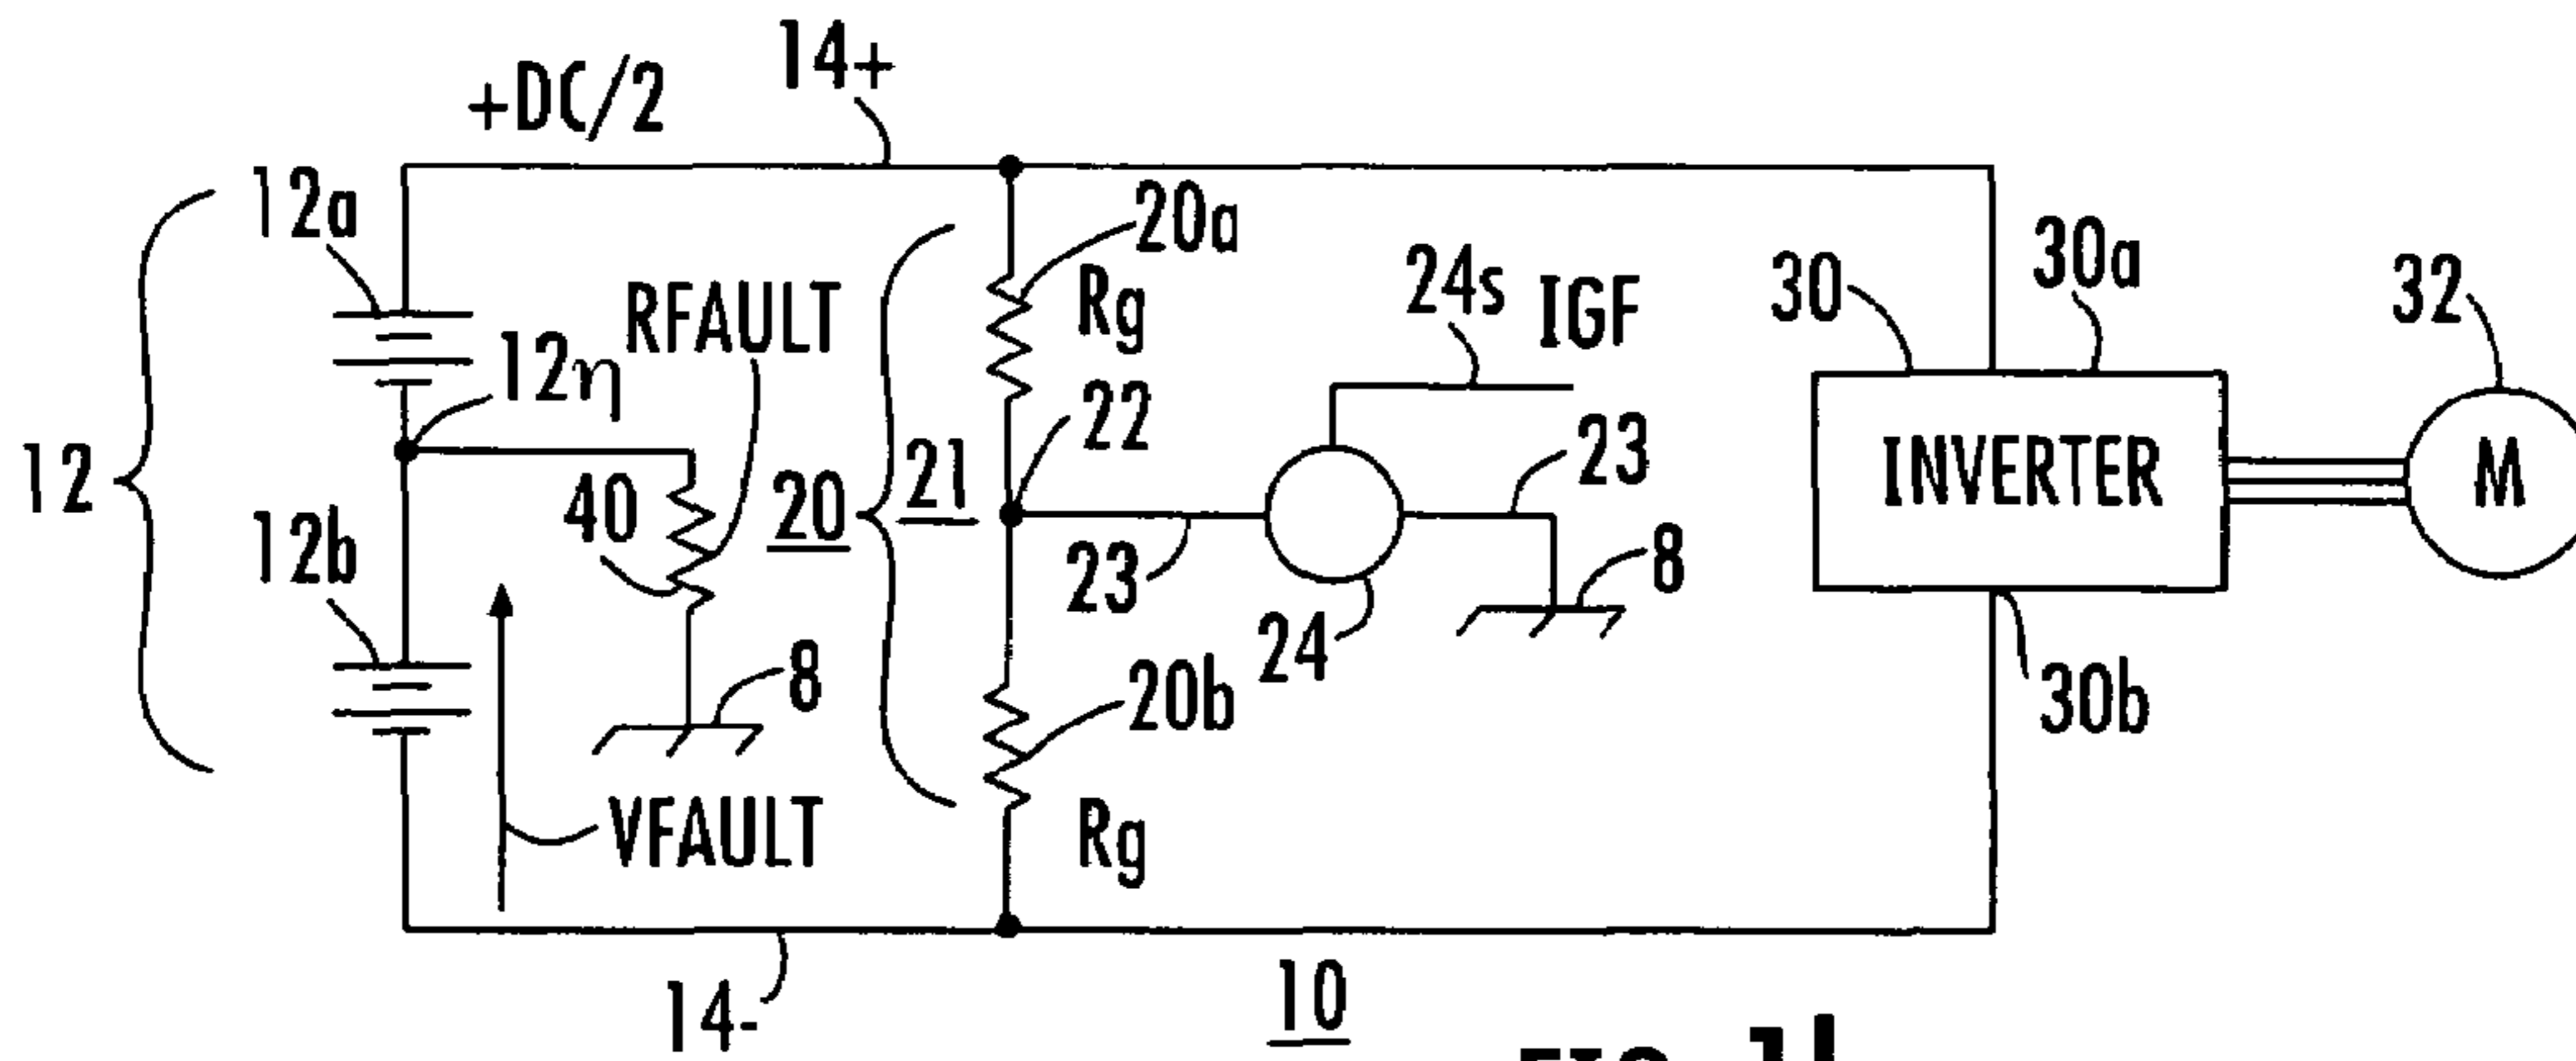 14+
+DC/2
12a
20a
30a
24s
IGF
30
32
Rg
RFAULT
12η
22
12
21
20
40
23
INVERTER
M
12b
23
8
24
8
20b
30b
VFAULT
Rg
14-
10